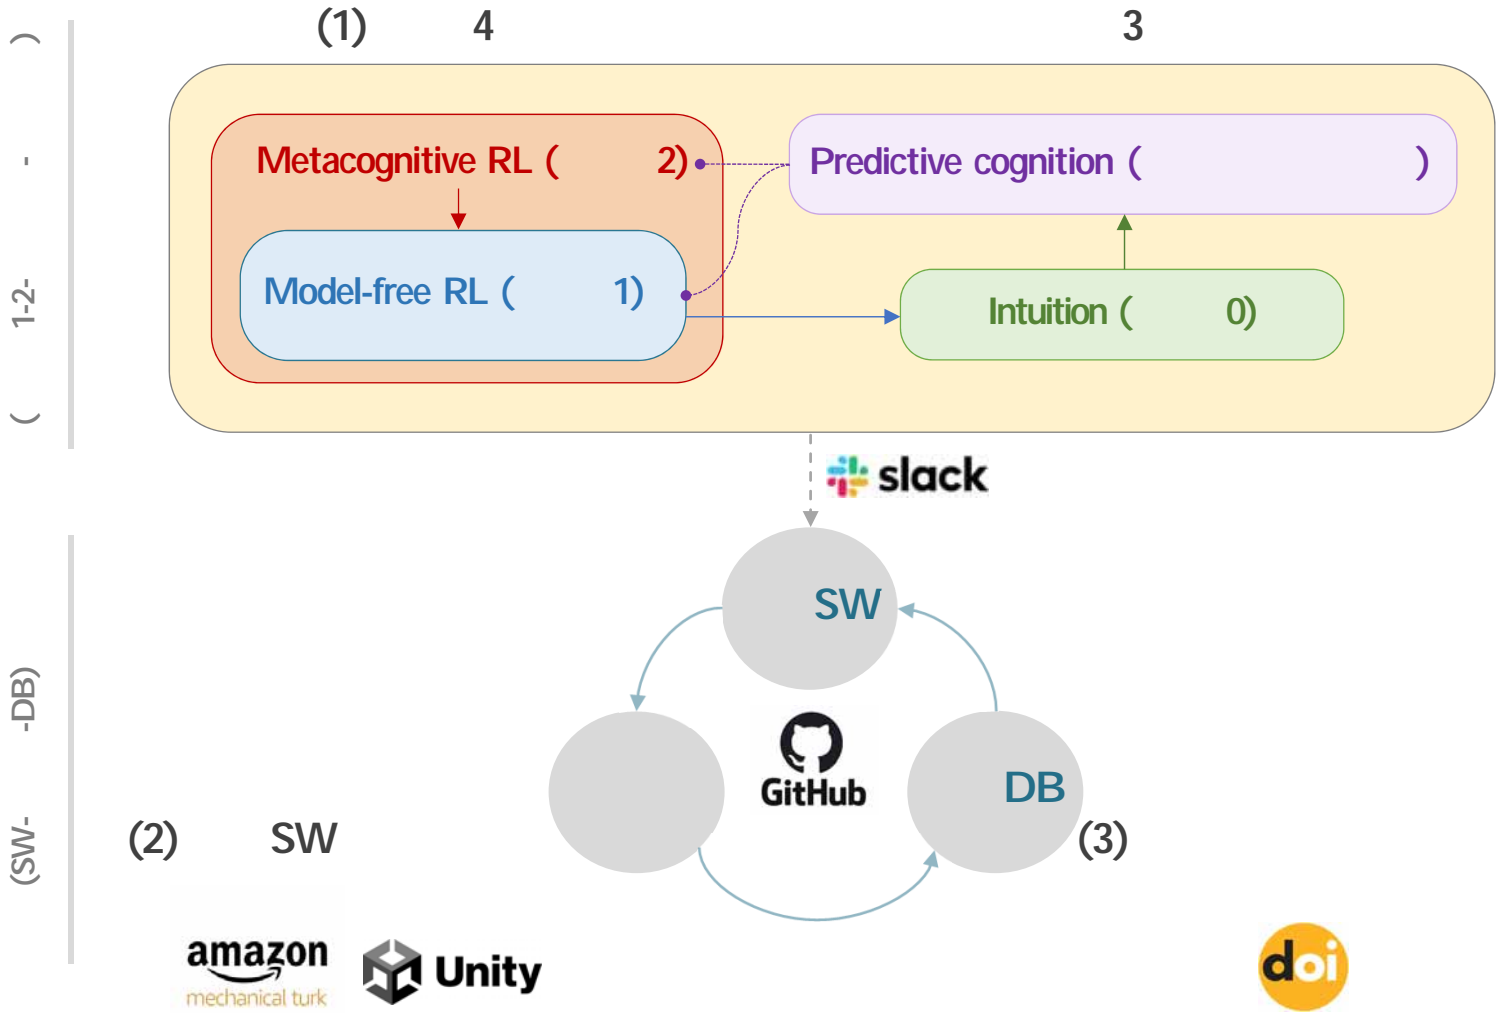 (1) 4 3
Metacognitive RL ( 2)
Predictive cognition ( )
Model-free RL ( 1)
Intuition ( 0)
( 1-2- - )
slack
SW
GitHub
DB
(SW- -DB)
(2) SW
(3)
amazon
mechanical turk
Unity
doi